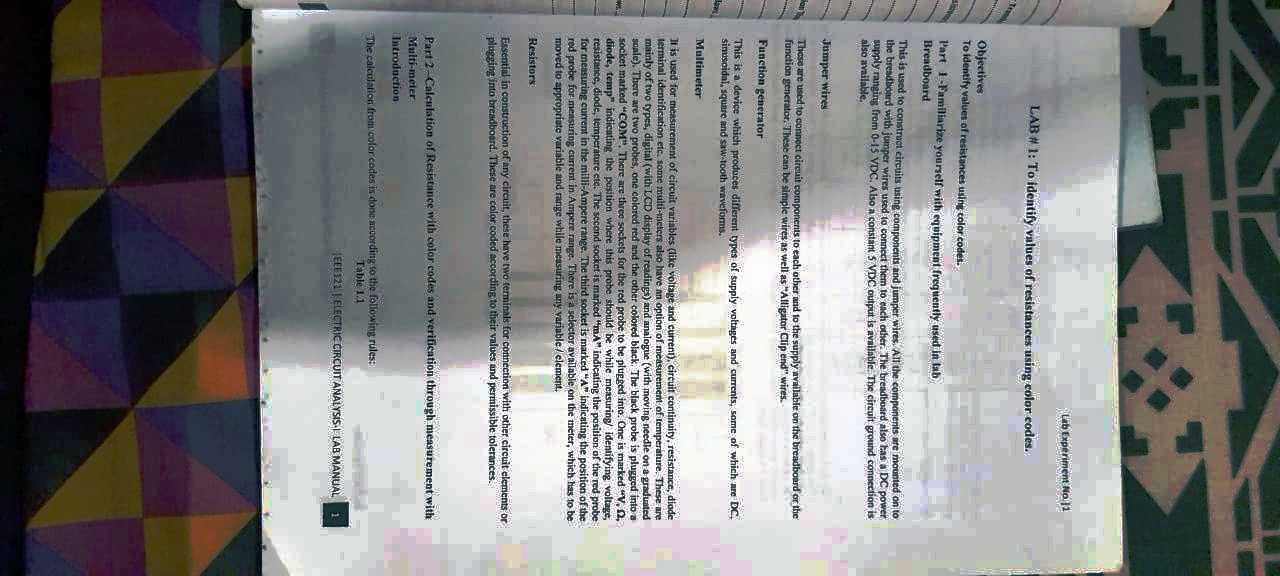 Lab Experiment No. 1
LAB # 1: To identify values of resistances using color codes.
Objectives
To identify values of resistances using color codes.
Part 1-Familiarize yourself with equipment frequently used in lab
Breadboard
This is used to construct circuits using components and jumper wires. All the components are mounted on to
the breadboard with jumper wires used to connect them to each other. The breadboard also has a DC power
supply ranging from 0-15 VDC. Also a constant 5 VDC output is available. The circuit ground connection is
also available.
Jumper wires
These are used to connect circuit components to each other and to the supply available on the breadboard or the
function generator. These can be simple wires as well as "Alligator Clip end" wires.
Function generator
This is a device which produces different types of supply voltages and currents, some of which are DC,
sinusoida, square and saw-tooth waveforms.
Multimeter
It is used for measurement of circuit variables (like voltage and current), circuit continuity, resistance, diode
terminal identification etc. some multi-meters also have an option of measurement of temperature. These are
mainly of two types, digital (with LCD display of readings) and analogue (with moving needle on a graduated
scale). There are two probes, one colored red and the other colored black. The black probe is plugged into a
socket marked "COM". There are three sockets for the red probe to be plugged into. One is marked "V, Ω,
diode, temp" indicating the position where this probe should be while measuring/ identifying voltage,
resistance, diode, temperature etc. The second socket is marked "mA" indicating the position of the red probe
for measuring current in the milli-Ampere range. The third socket is marked "A" indicating the position of the
red probe for measuring current in Ampere range. There is a selector available on the meter, which has to be
moved to appropriate variable and range while measuring any variable / element.
Resistors
Essential in construction of any circuit, these have two terminals for connection with other circuit elements or
plugging into breadboard. These are color coded according to their values and permissible tolerances.
Part 2 –Calculation of Resistance with color codes and verification through measurement with
Multi-meter
Introduction
The calculation from color codes is done according to the following rules:
Table 1.1
|EEE121 | ELECTRIC CIRCUIT ANALYSIS-I LAB MANUAL 1